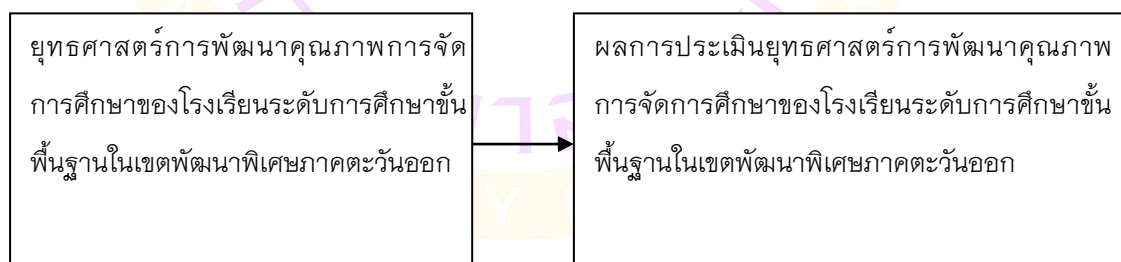 ยุทธศาสตร์การพัฒนาคุณภาพการจัด
การศึกษาของโรงเรียนระดับการศึกษาขั้น
พื้นฐานในเขตพัฒนาพิเศษภาคตะวันออก
ผลการประเมินยุทธศาสตร์การพัฒนาคุณภาพ
การจัดการศึกษาของโรงเรียนระดับการศึกษาขั้น
พื้นฐานในเขตพัฒนาพิเศษภาคตะวันออก